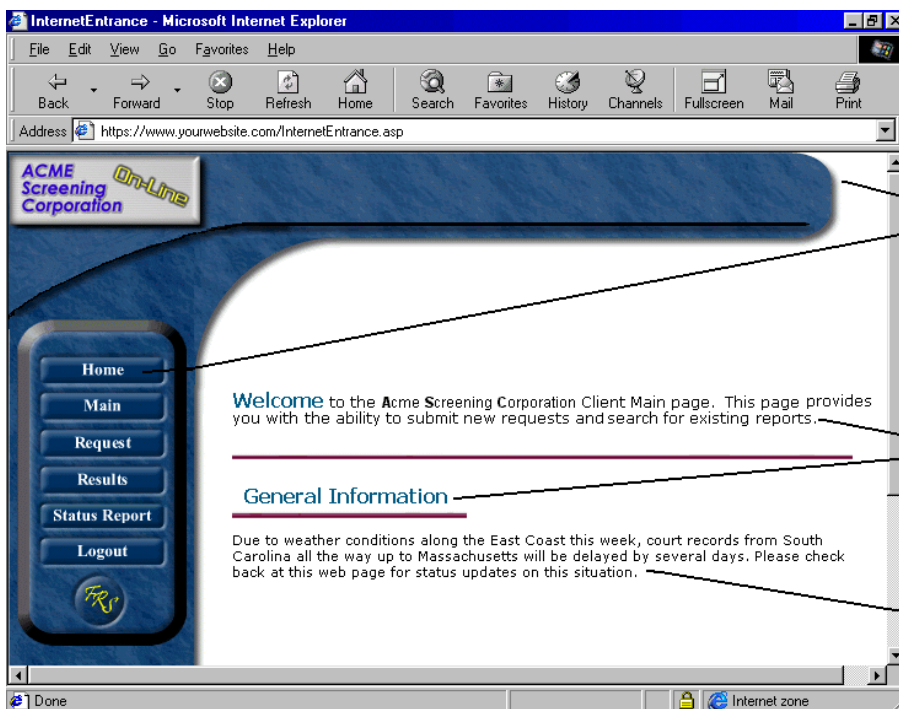 InternetEntrance - Microsoft Internet Explorer
File Edit View Go Favorites Help
Back Forward Stop Refresh Home Search Favorites History Channels Fullscreen Mail Print
Address https://www.yourwebsite.com/InternetEntrance.asp
ACME
Screening
Corporation
On-Line
Home
Main
Request
Results
Status Report
Logout
FRS
Welcome to the Acme Screening Corporation Client Main page. This page provides
you with the ability to submit new requests and search for existing reports.
General Information
Due to weather conditions along the East Coast this week, court records from South
Carolina all the way up to Massachusetts will be delayed by several days. Please check
back at this web page for status updates on this situation.
Done
Internet zone